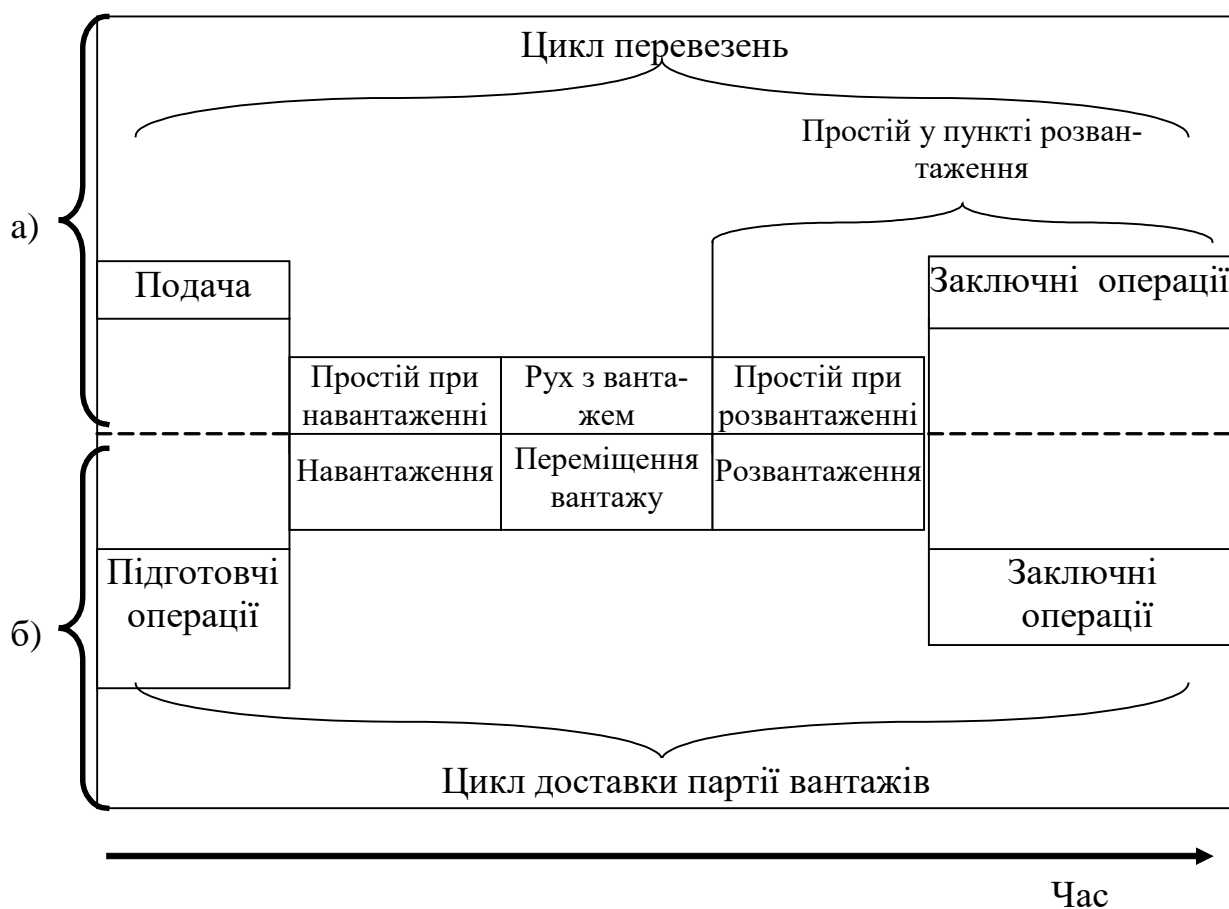 Цикл перевезень
Простій у пункті розван-
таження
а)
Подача
Заключні операції
Простій при
навантаженні
Рух з ванта-
жем
Простій при
розвантаженні
Навантаження
Переміщення
вантажу
Розвантаження
Підготовчі
операції
Заключні
операції
б)
Цикл доставки партії вантажів
Час